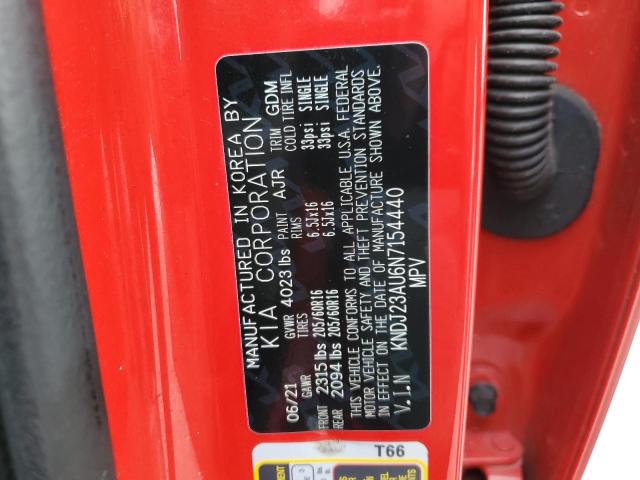 MANUFACTURED IN KOREA BY
KIA CORPORATION
06/21 GVWR 4023 lbs PAINT AJR TRIM GDM
GAWR TIRES RIMS COLD TIRE INFL
FRONT 2315 lbs 205/60R16 6.5Jx16 33psi SINGLE
REAR 2094 lbs 205/60R16 6.5Jx16 33psi SINGLE
THIS VEHICLE CONFORMS TO ALL APPLICABLE U.S.A. FEDERAL
MOTOR VEHICLE SAFETY AND THEFT PREVENTION STANDARDS
IN EFFECT ON THE DATE OF MANUFACTURE SHOWN ABOVE.
V.I.N KNDJ23AU6N7154440
MPV
T66